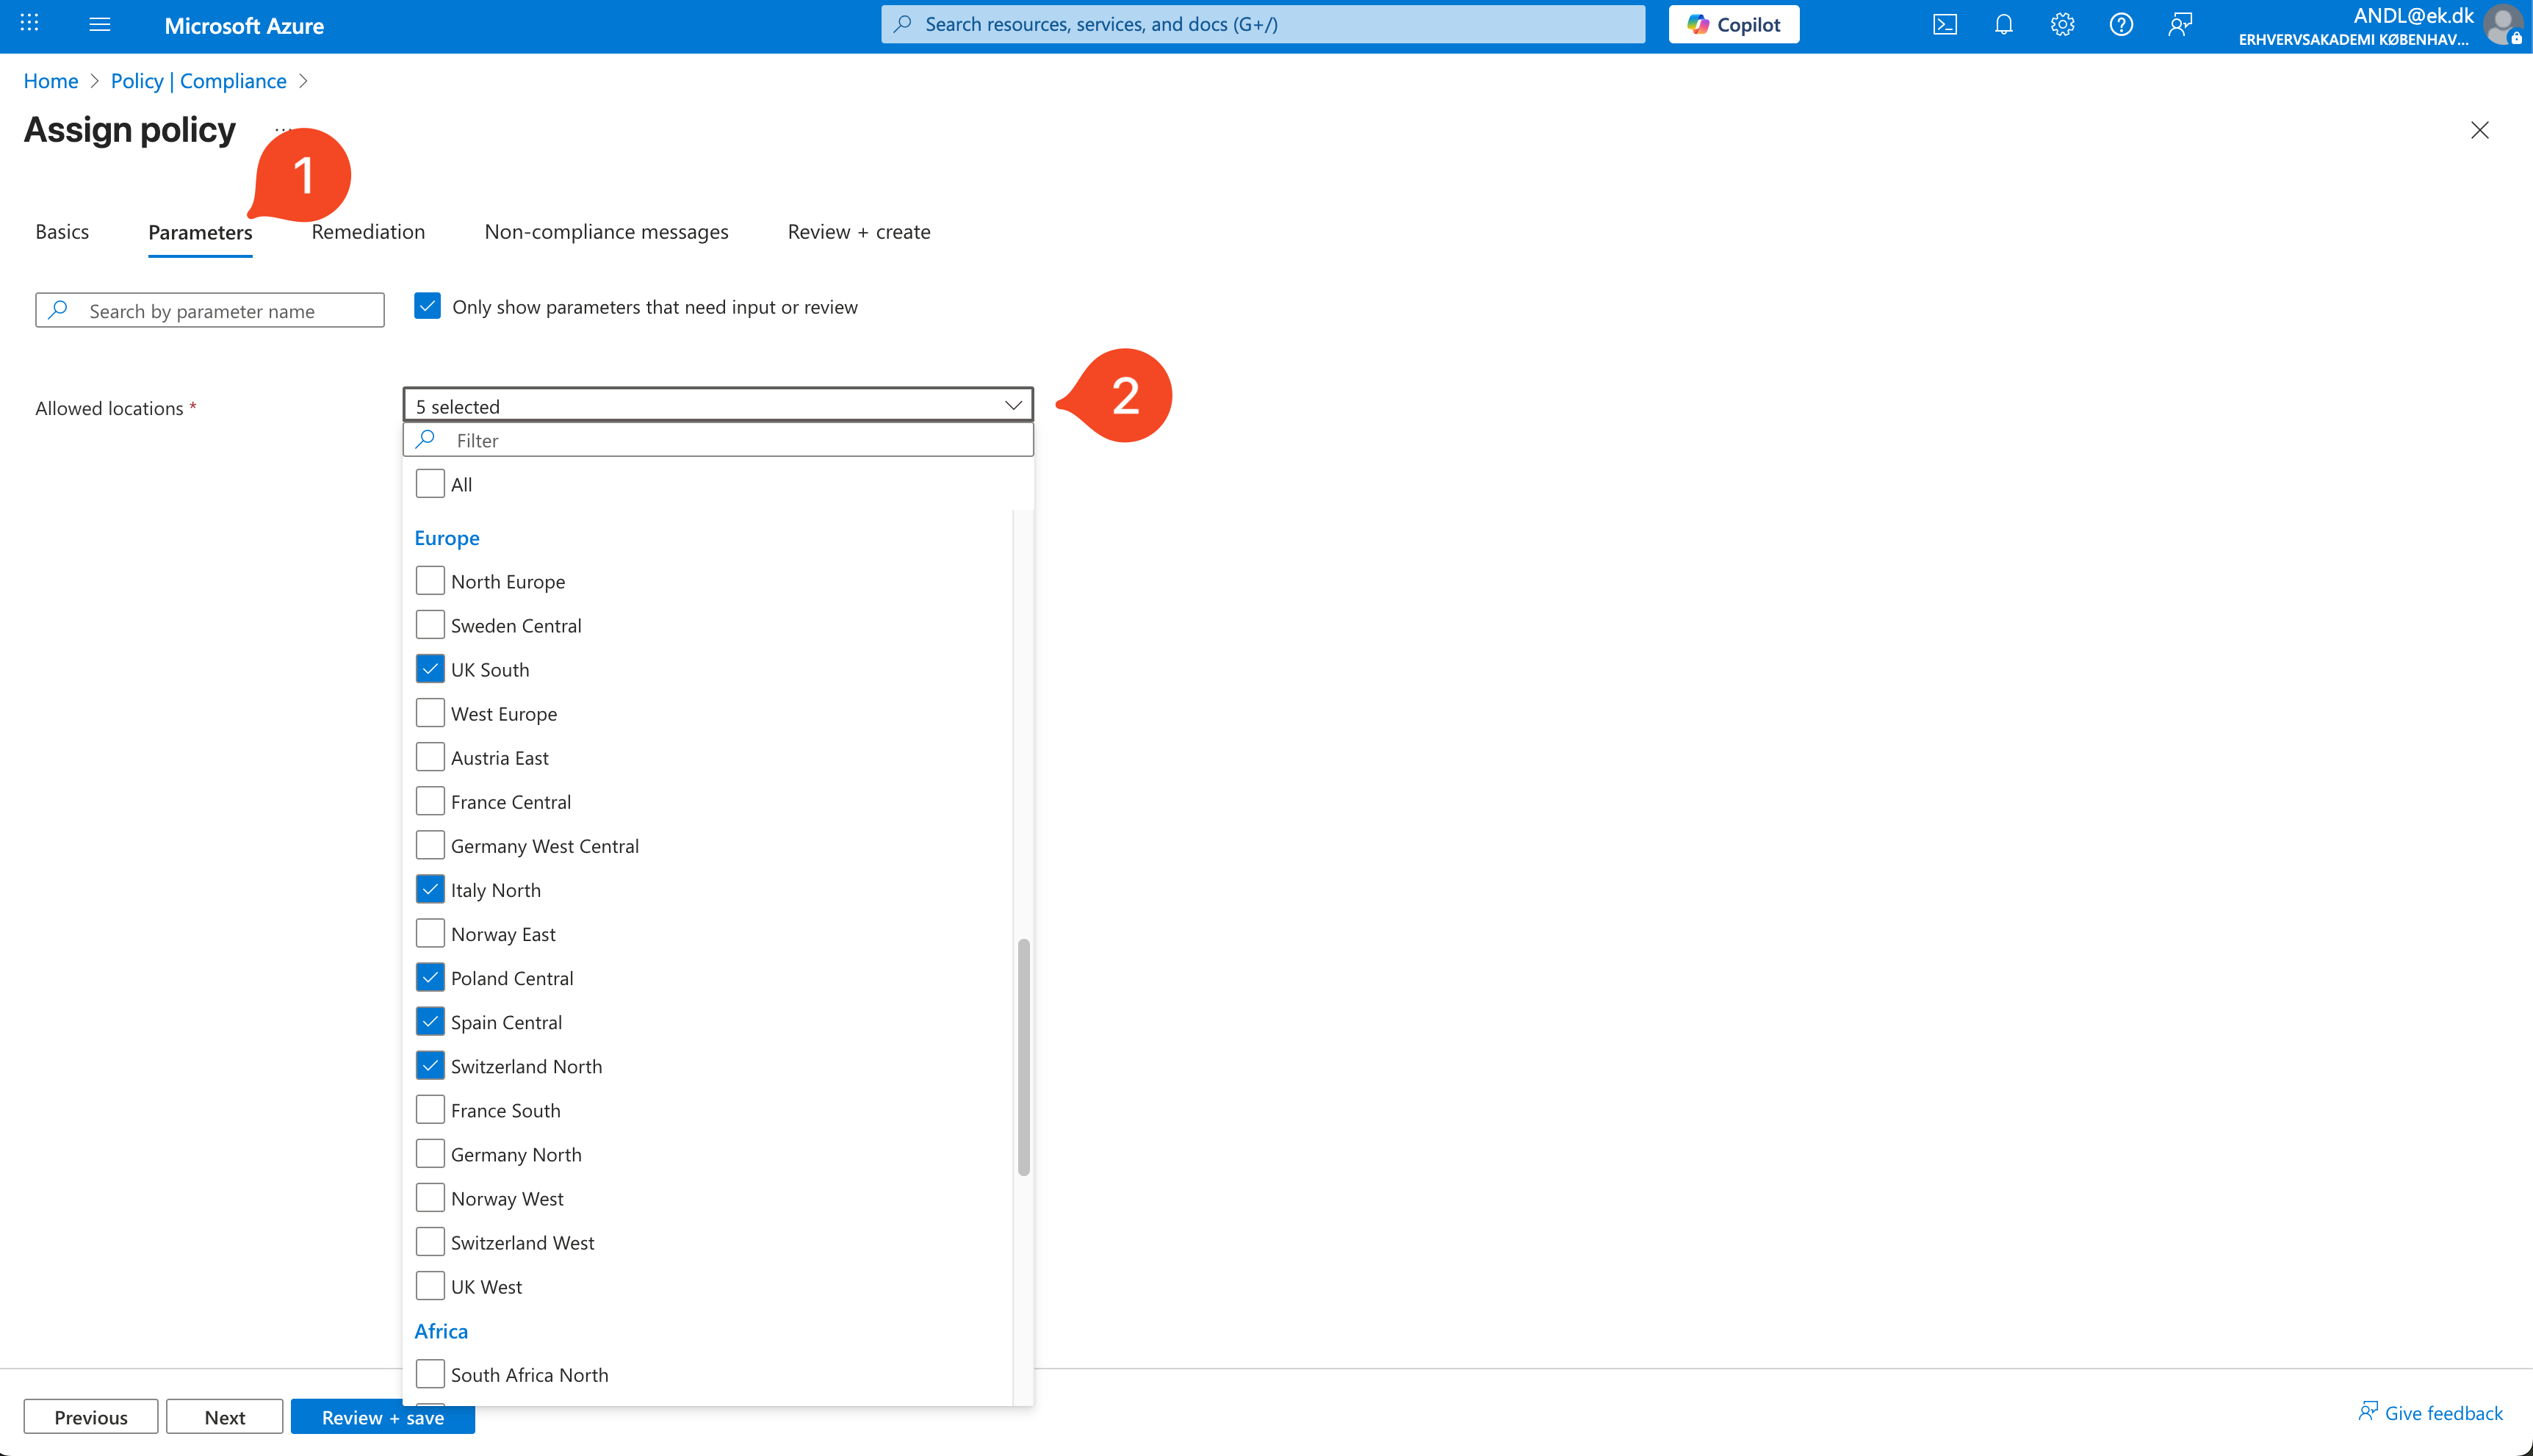 Microsoft Azure
Search resources, services, and docs (G+/)
Copilot
ANDL@ek.dk
ERHVERVSAKADEMI KØBENHAV...
Home > Policy | Compliance >
Assign policy ...
1
Basics Parameters Remediation Non-compliance messages Review + create
Search by parameter name
Only show parameters that need input or review
Allowed locations *
5 selected
2
Filter
All
Europe
North Europe
Sweden Central
UK South
West Europe
Austria East
France Central
Germany West Central
Italy North
Norway East
Poland Central
Spain Central
Switzerland North
France South
Germany North
Norway West
Switzerland West
UK West
Africa
South Africa North
Previous Next Review + save
Give feedback